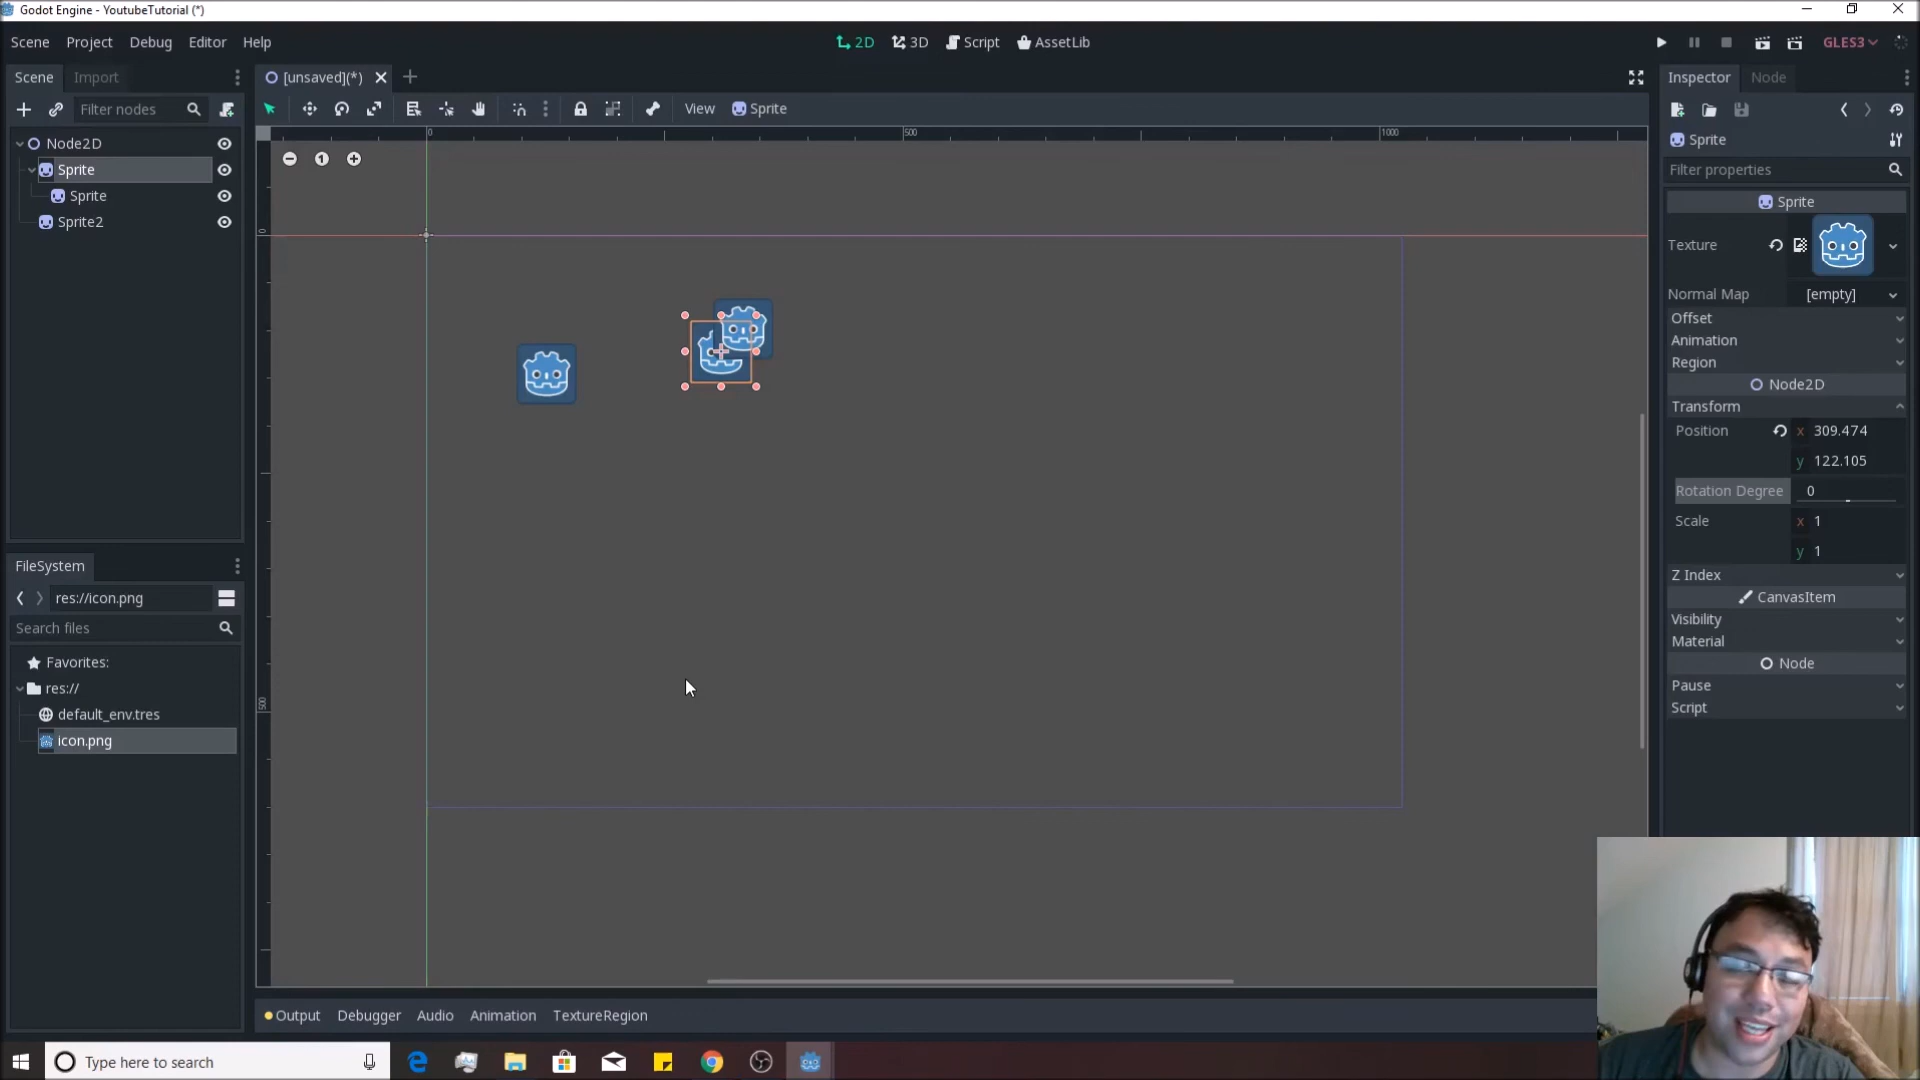 Godot Engine - YoutubeTutorial (*)
Scene Project Debug Editor Help
2D 3D Script AssetLib
GLES3
Scene Import
[unsaved](*)
Inspector Node
Filter nodes
View Sprite
Sprite
Filter properties
Node2D
Sprite
Sprite
Sprite2
0 500 1000
0
500
1
Sprite
Texture
Normal Map [empty]
Offset
Animation
Region
Node2D
Transform
Position x 309.474
y 122.105
Rotation Degree 0
Scale x 1
y 1
Z Index
CanvasItem
Visibility
Material
Node
Pause
Script
FileSystem
res://icon.png
Search files
Favorites:
res://
default_env.tres
icon.png
Output Debugger Audio Animation TextureRegion
Type here to search